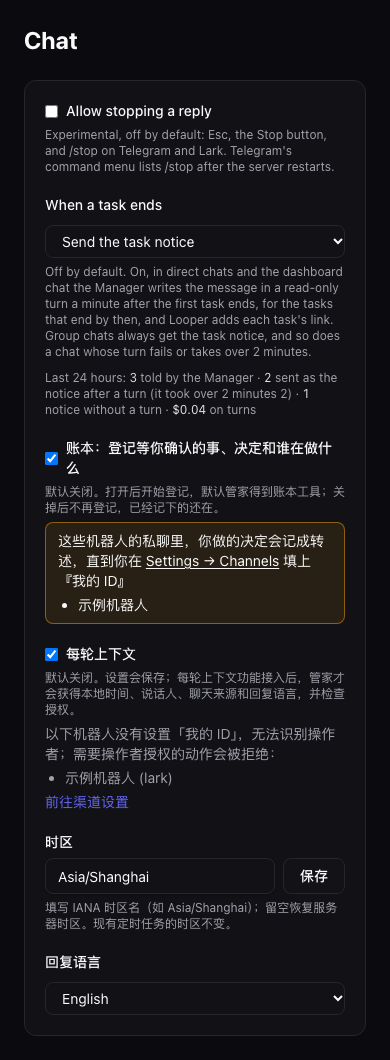 Chat
Allow stopping a reply
Experimental, off by default: Esc, the Stop button,
and /stop on Telegram and Lark. Telegram's
command menu lists /stop after the server restarts.
When a task ends
Send the task notice
Off by default. On, in direct chats and the dashboard
chat the Manager writes the message in a read-only
turn a minute after the first task ends, for the tasks
that end by then, and Looper adds each task's link.
Group chats always get the task notice, and so does
a chat whose turn fails or takes over 2 minutes.
Last 24 hours: 3 told by the Manager · 2 sent as the
notice after a turn (it took over 2 minutes 2) · 1
notice without a turn · $0.04 on turns
账本：登记等你确认的事、决定和谁在做什
么
默认关闭。打开后开始登记，默认管家得到账本工具；关
掉后不再登记，已经记下的还在。
这些机器人的私聊里，你做的决定会记成转
述，直到你在 Settings → Channels 填上
『我的 ID』
• 示例机器人
每轮上下文
默认关闭。设置会保存；每轮上下文功能接入后，管家才
会获得本地时间、说话人、聊天来源和回复语言，并检查
授权。
以下机器人没有设置「我的 ID」，无法识别操作
者；需要操作者授权的动作会被拒绝：
• 示例机器人 (lark)
前往渠道设置
时区
Asia/Shanghai 保存
填写 IANA 时区名（如 Asia/Shanghai）；留空恢复服务
器时区。现有定时任务的时区不变。
回复语言
English